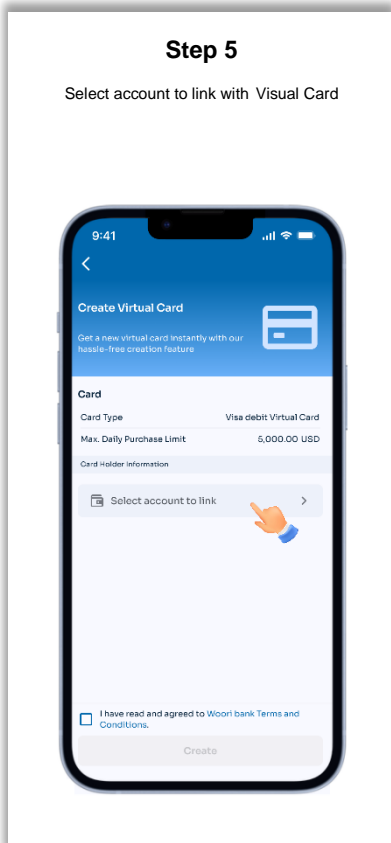 Step 5
Select account to link with Visual Card
9:41
Create Virtual Card
Get a new virtual card instantly with our
hassle-free creation feature
Card
Card Type Visa debit Virtual Card
Max. Daily Purchase Limit 5,000.00 USD
Card Holder Information
Select account to link
I have read and agreed to Woori bank Terms and
Conditions.
Create